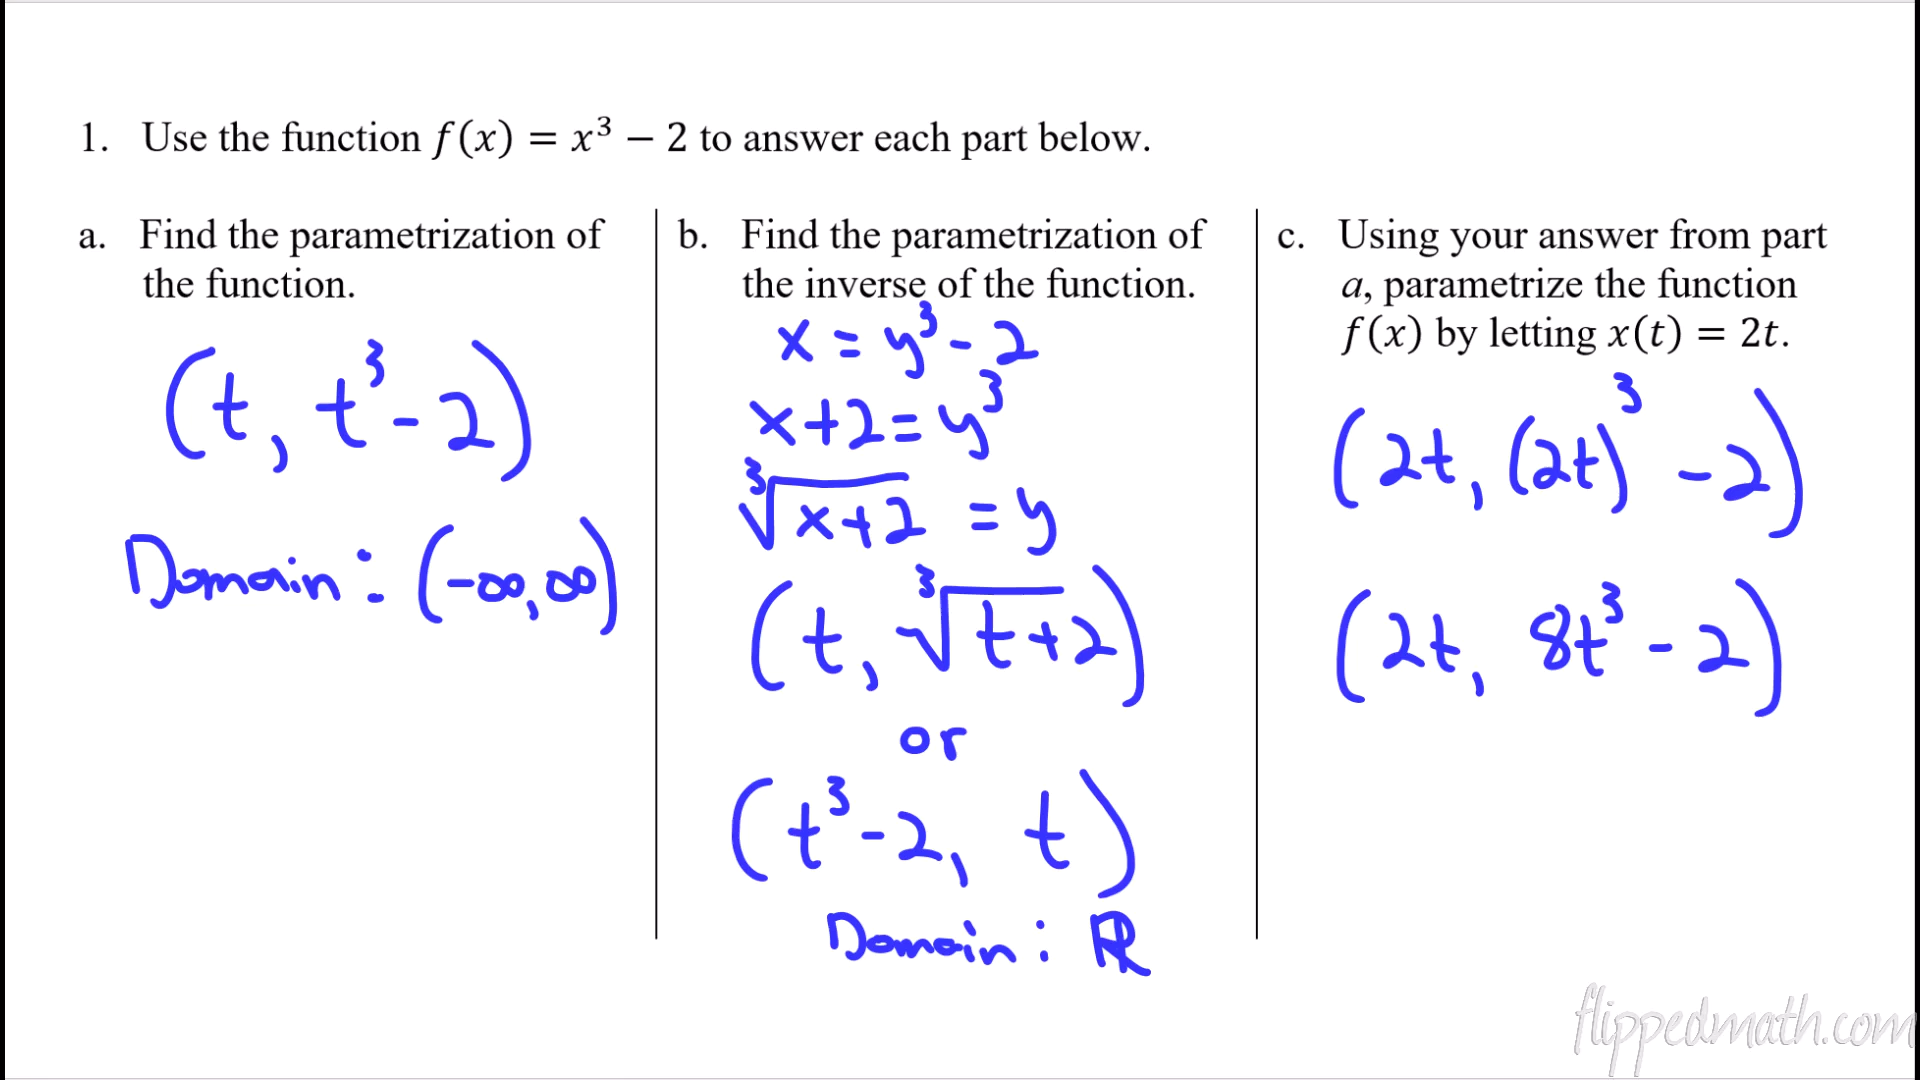 1. Use the function f(x) = x³ − 2 to answer each part below.
a. Find the parametrization of
the function.
(t, t³ - 2)
Domain: (-∞, ∞)
b. Find the parametrization of
the inverse of the function.
x = y³ - 2
x + 2 = y³
∛(x+2) = y
(t, ∛(t+2))
or
(t³ - 2, t)
Domain: ℝ
c. Using your answer from part
a, parametrize the function
f(x) by letting x(t) = 2t.
(2t, (2t)³ - 2)
(2t, 8t³ - 2)
flippedmath.com